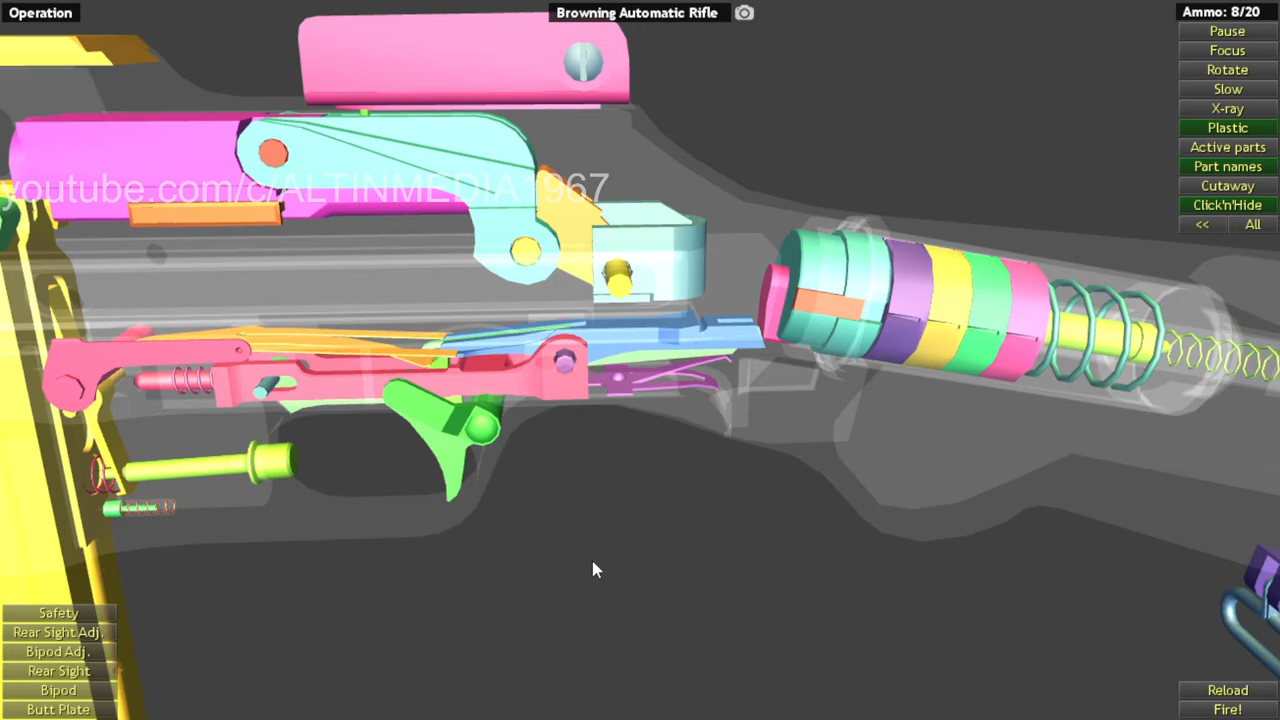 Operation
Browning Automatic Rifle
Ammo: 8/20
Pause
Focus
Rotate
Slow
X-ray
Plastic
Active parts
Part names
Cutaway
Click'n'Hide
<< All
youtube.com/c/ALTINMEDIA1967
Safety
Rear Sight Adj.
Bipod Adj.
Rear Sight
Bipod
Butt Plate
Reload
Fire!